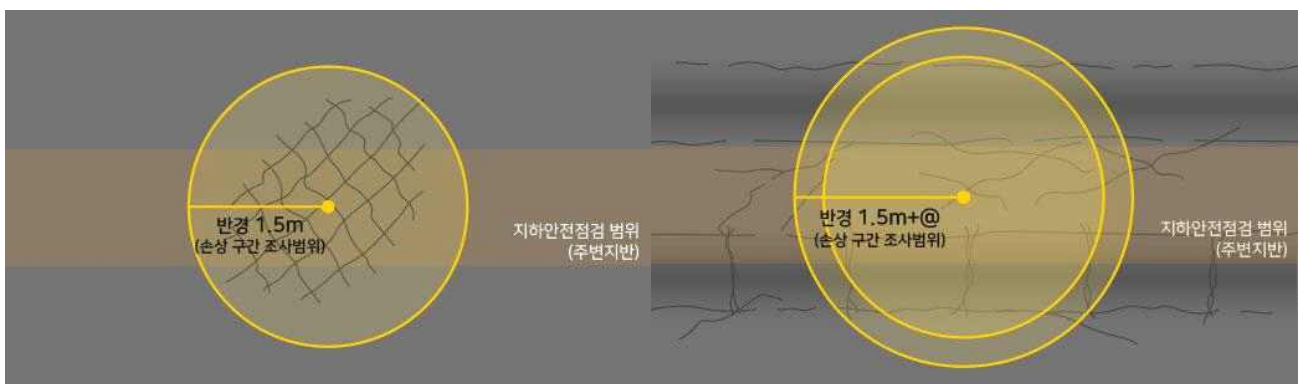 반경 1.5m
(손상 구간 조사범위)
지하안전점검 범위
(주변지반)
반경 1.5m+@
(손상 구간 조사범위)
지하안전점검 범위
(주변지반)